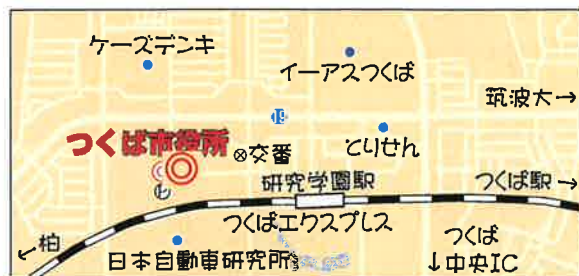 ケーズデンキ
イーアスつくば
筑波大→
19
つくば市役所
⊗交番
とりせん
研究学園駅
つくば駅→
つくばエクスプレス
←柏
日本自動車研究所
つくば
↓中央IC